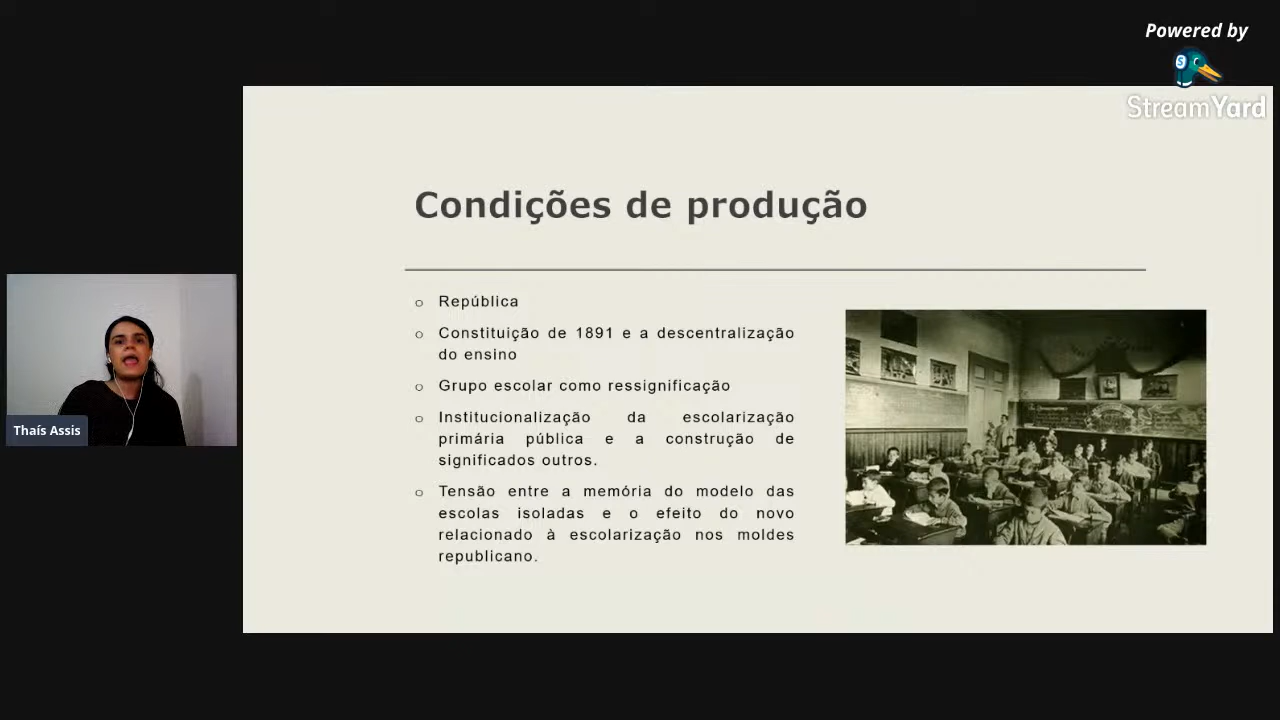 Powered by
StreamYard
Condições de produção
República
Constituição de 1891 e a descentralização
do ensino
Grupo escolar como ressignificação
Institucionalização da escolarização
primária pública e a construção de
significados outros.
Tensão entre a memória do modelo das
escolas isoladas e o efeito do novo
relacionado à escolarização nos moldes
republicano.
Thaís Assis